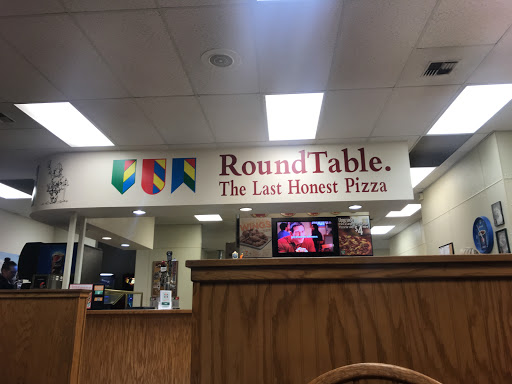 RoundTable.
The Last Honest Pizza